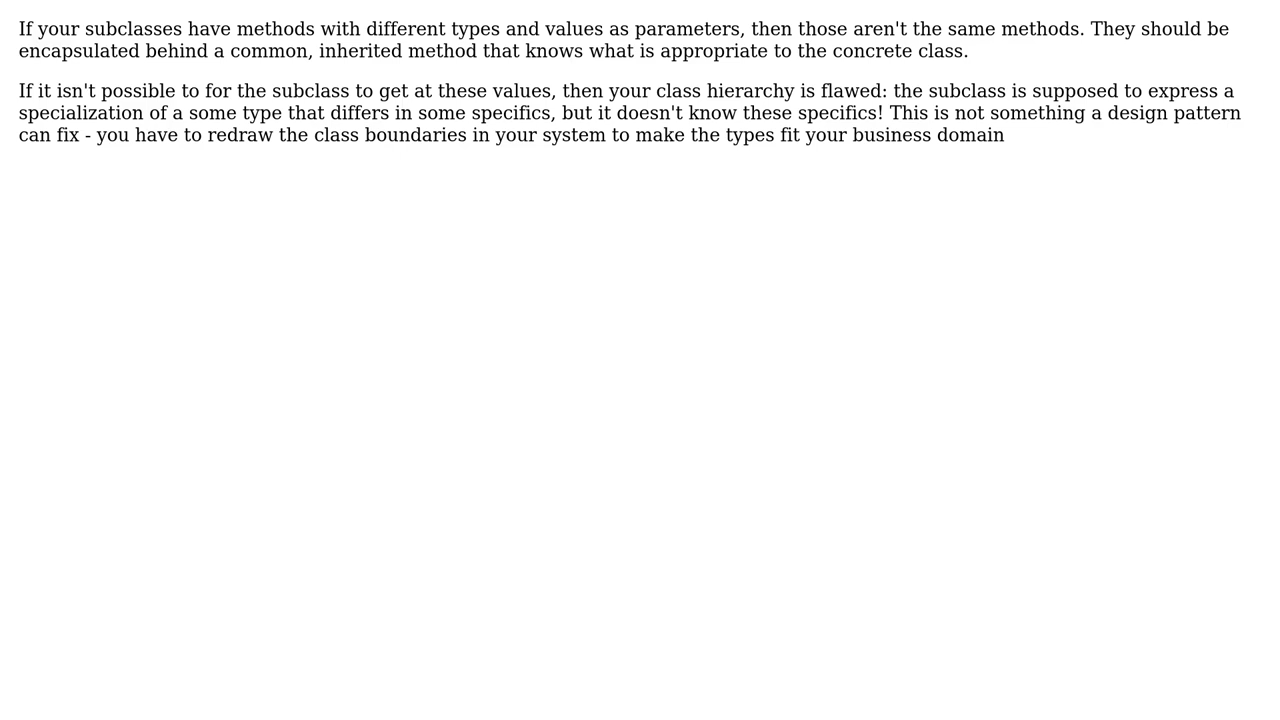 If your subclasses have methods with different types and values as parameters, then those aren't the same methods. They should be
encapsulated behind a common, inherited method that knows what is appropriate to the concrete class.
If it isn't possible to for the subclass to get at these values, then your class hierarchy is flawed: the subclass is supposed to express a
specialization of a some type that differs in some specifics, but it doesn't know these specifics! This is not something a design pattern
can fix - you have to redraw the class boundaries in your system to make the types fit your business domain